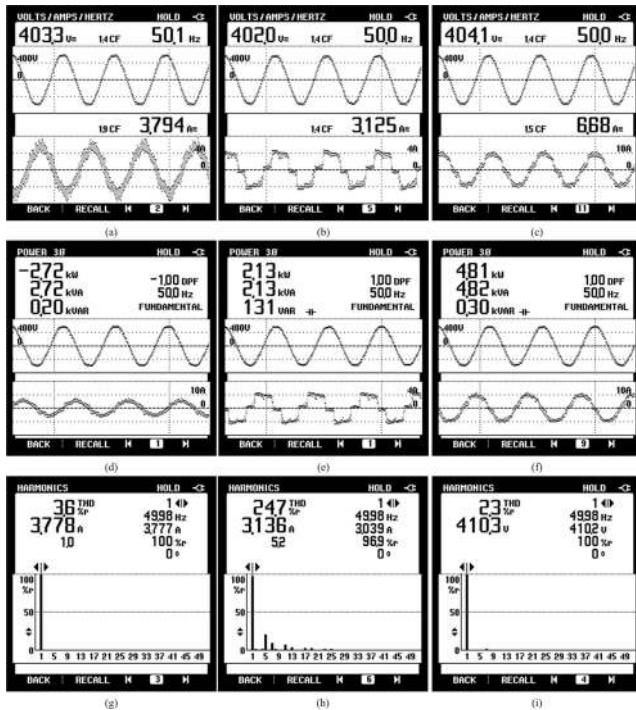 VOLTS/AMPS/HERTZ HOLD
403.3 V≂ 1.4 CF 50.1 Hz
400V
0
1.9 CF 3.794 A≂
4A
0
BACK RECALL 2
(a)
VOLTS/AMPS/HERTZ HOLD
402.0 V≂ 1.4 CF 50.0 Hz
400V
0
1.4 CF 3.125 A≂
4A
0
BACK RECALL 5
(b)
VOLTS/AMPS/HERTZ HOLD
404.1 V≂ 1.4 CF 50.0 Hz
400V
0
1.5 CF 6.68 A≂
10A
0
BACK RECALL 11
(c)
POWER 3Ø HOLD
-2.72 kW
2.72 kVA -1.00 DPF
0.20 kVAR 50.0 Hz
FUNDAMENTAL
400V
0
10A
0
BACK RECALL 1
(d)
POWER 3Ø HOLD
2.13 kW
2.13 kVA 1.00 DPF
131 VAR 50.0 Hz
FUNDAMENTAL
400V
0
4A
0
BACK RECALL 1
(e)
POWER 3Ø HOLD
4.81 kW
4.82 kVA 1.00 DPF
0.30 kVAR 50.0 Hz
FUNDAMENTAL
400V
0
10A
0
BACK RECALL 9
(f)
HARMONICS HOLD
3.6 THD %r 1
3.778 A 49.98 Hz
1.0 3.777 A
100 %r
0°
100
%r
50
0
1 5 9 13 17 21 25 29 33 37 41 45 49
BACK RECALL 3
(g)
HARMONICS HOLD
24.7 THD %r 1
3.136 A 49.98 Hz
5.2 3.039 A
96.9 %r
0°
100
%r
50
0
1 5 9 13 17 21 25 29 33 37 41 45 49
BACK RECALL 6
(h)
HARMONICS HOLD
2.3 THD %r 1
410.3 V 49.98 Hz
410.2 V
100 %r
0°
100
%r
50
0
1 5 9 13 17 21 25 29 33 37 41 45 49
BACK RECALL 4
(i)